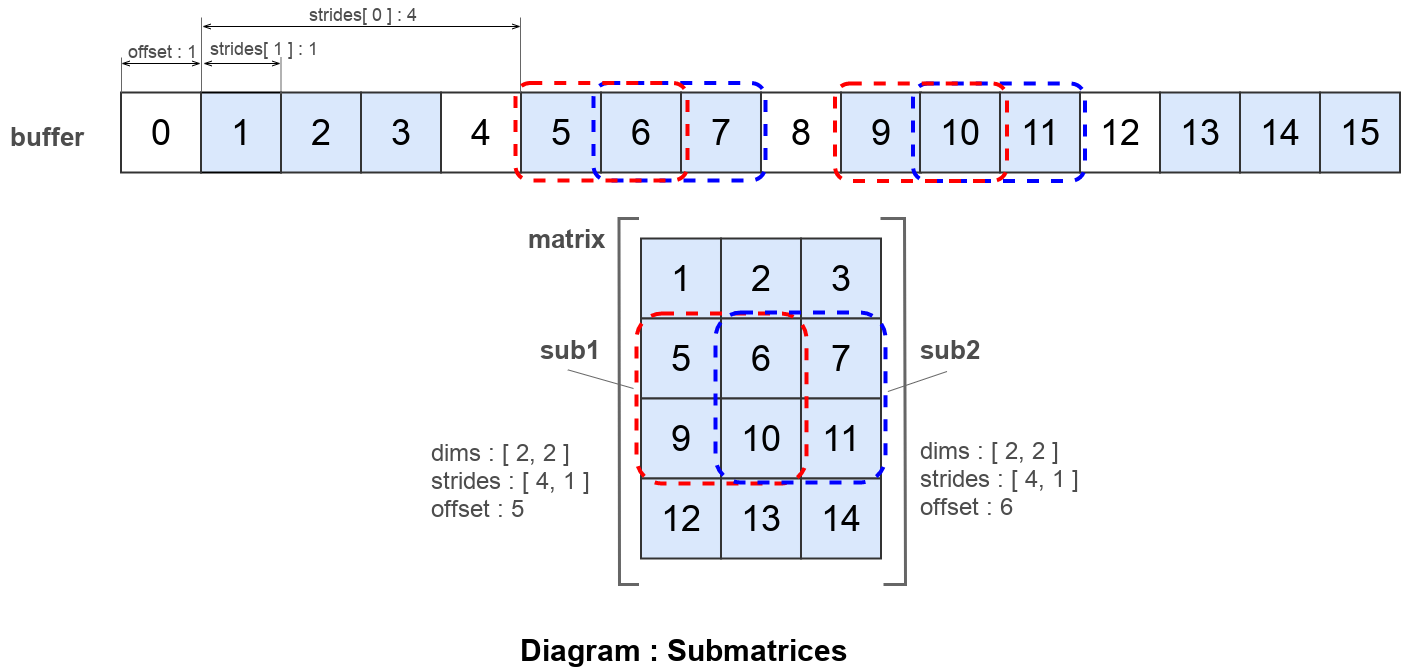 strides[ 0 ] : 4
offset : 1 strides[ 1 ] : 1
buffer 0 1 2 3 4 5 6 7 8 9 10 11 12 13 14 15
matrix
1 2 3
sub1 5 6 7 sub2
9 10 11
dims : [ 2, 2 ] dims : [ 2, 2 ]
strides : [ 4, 1 ] strides : [ 4, 1 ]
offset : 5 offset : 6
12 13 14
Diagram : Submatrices